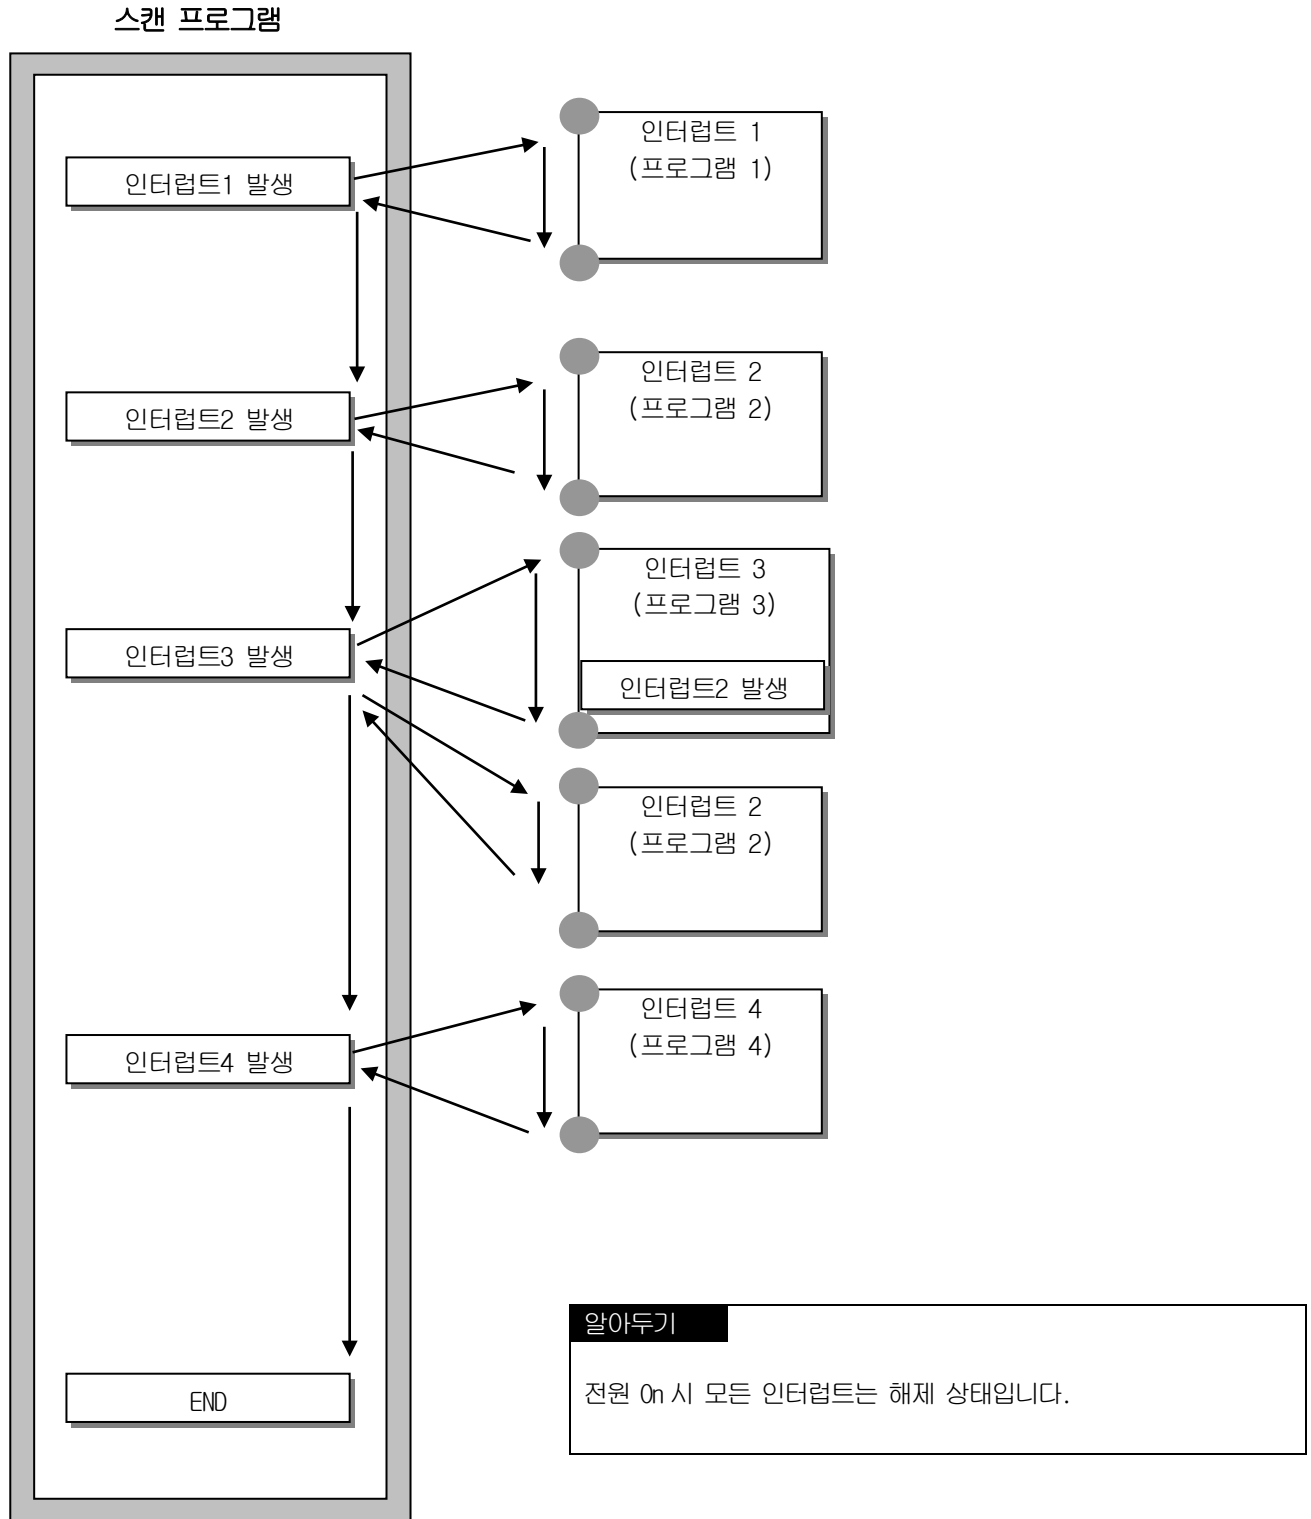 스캔 프로그램
인터럽트1 발생
인터럽트 1
(프로그램 1)
인터럽트2 발생
인터럽트 2
(프로그램 2)
인터럽트3 발생
인터럽트 3
(프로그램 3)
인터럽트2 발생
인터럽트 2
(프로그램 2)
인터럽트4 발생
인터럽트 4
(프로그램 4)
END
알아두기
전원 On 시 모든 인터럽트는 해제 상태입니다.